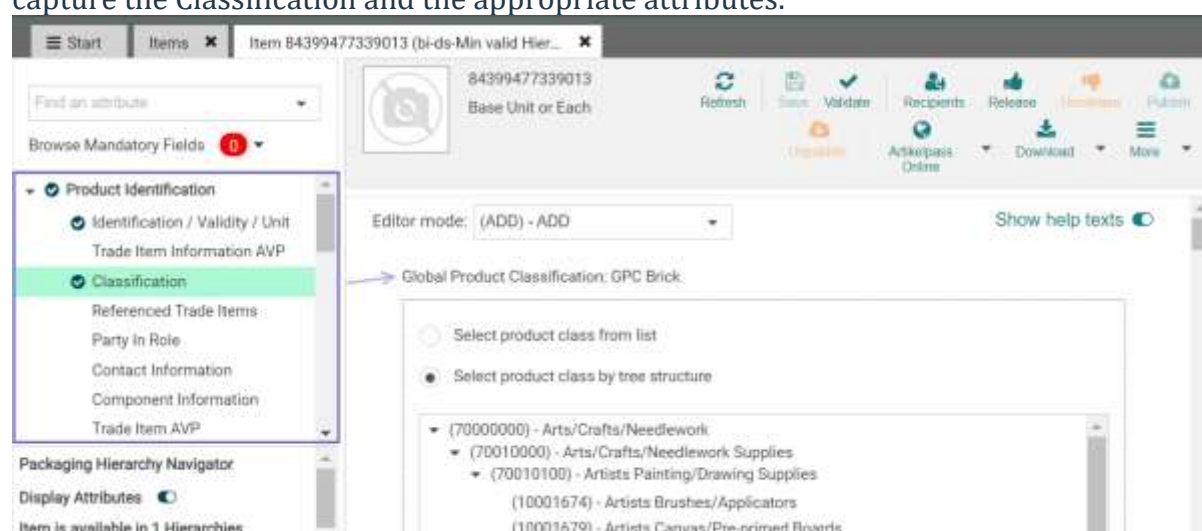 capture the Classification and the appropriate attributes.
Start Items Item 84399477339013 (bi-ds-Min valid Hier...
84399477339013
Base Unit or Each
Refresh Save Validate Recipients Release Publish
Artikelpass Online Download More
Find an attribute
Browse Mandatory Fields 0
Product Identification
Identification / Validity / Unit
Trade Item Information AVP
Classification
Referenced Trade Items
Party In Role
Contact Information
Component Information
Trade Item AVP
Packaging Hierarchy Navigator
Display Attributes
Item is available in 1 Hierarchies
Editor mode: (ADD) - ADD Show help texts
Global Product Classification: GPC Brick
Select product class from list
Select product class by tree structure
(70000000) - Arts/Crafts/Needlework
(70010000) - Arts/Crafts/Needlework Supplies
(70010100) - Artists Painting/Drawing Supplies
(10001674) - Artists Brushes/Applicators
(10001679) - Artists Canvas/Pre-primed Boards